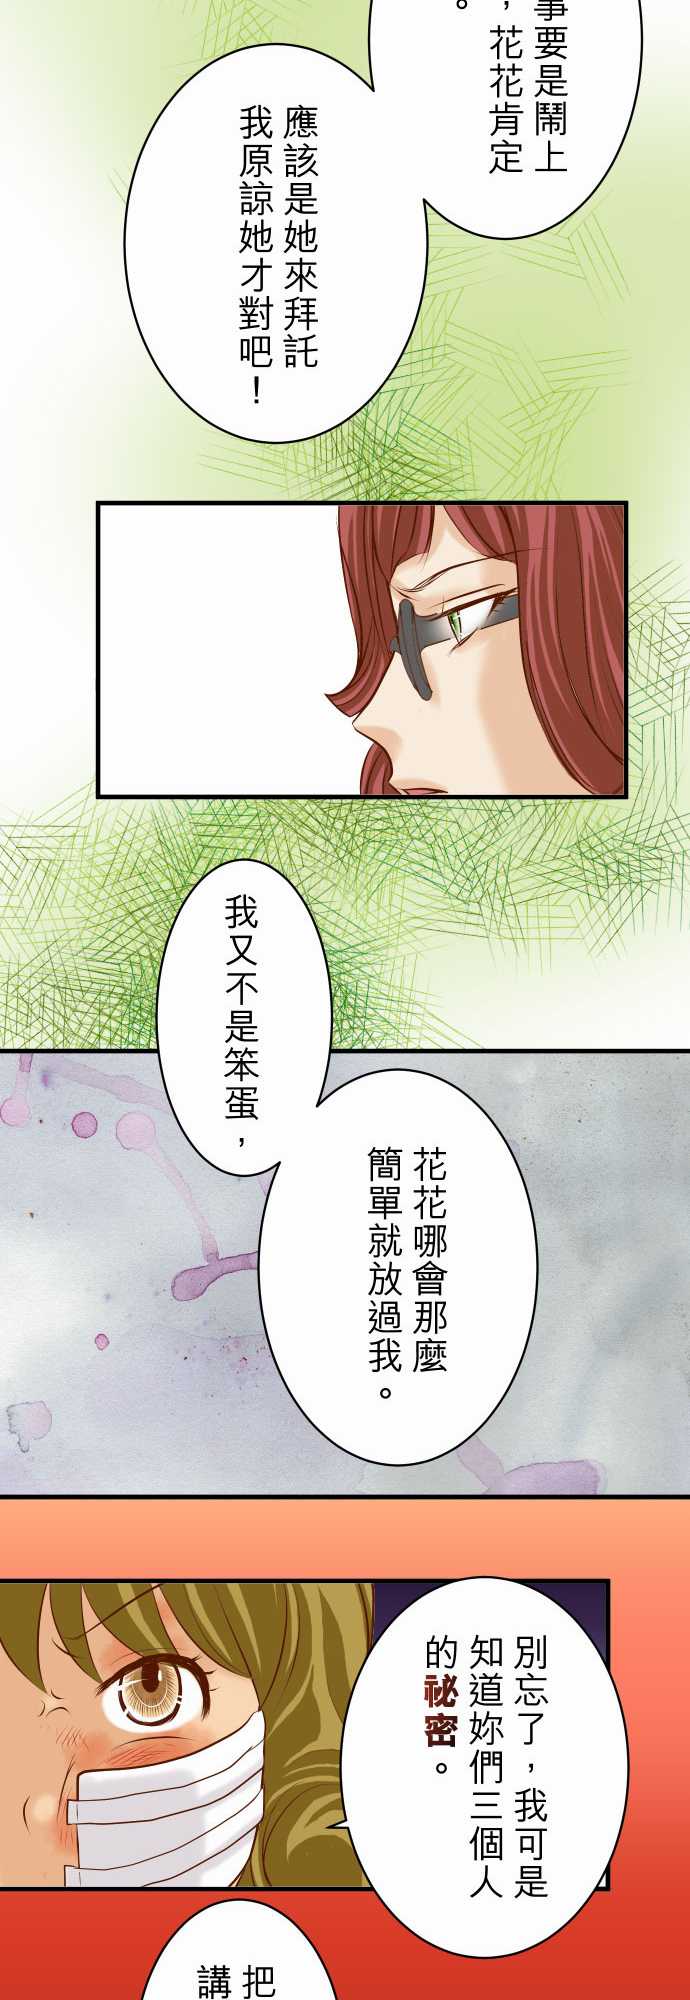 事要是鬧上
，花花肯定
。
應該是她來拜託
我原諒她才對吧！
我又不是笨蛋，
花花哪會那麼
簡單就放過我。
別忘了，我可是
知道妳們三個人
的祕密。
把
講